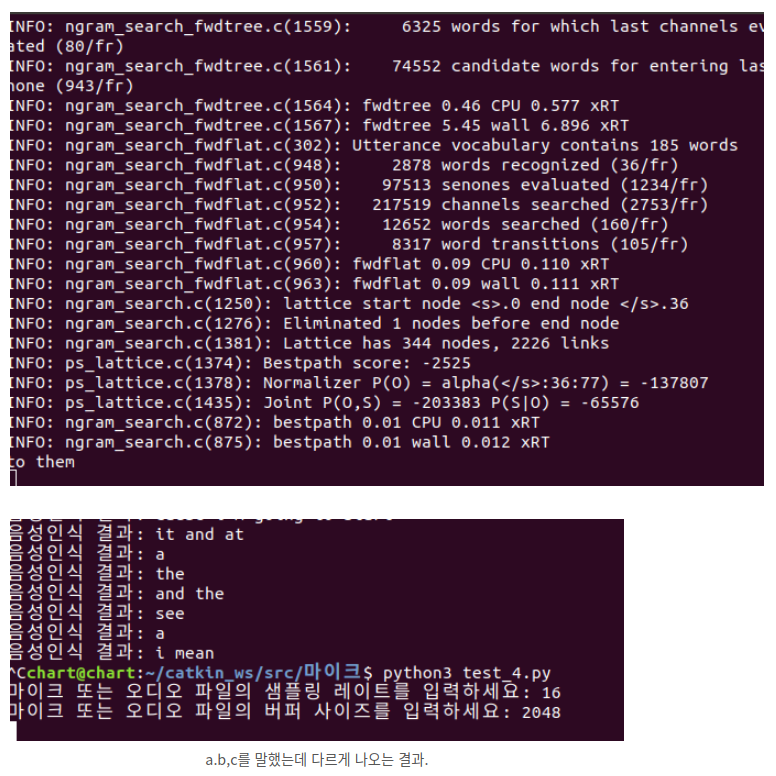 INFO: ngram_search_fwdtree.c(1559):     6325 words for which last channels ev
ated (80/fr)
INFO: ngram_search_fwdtree.c(1561):    74552 candidate words for entering las
hone (943/fr)
INFO: ngram_search_fwdtree.c(1564): fwdtree 0.46 CPU 0.577 xRT
INFO: ngram_search_fwdtree.c(1567): fwdtree 5.45 wall 6.896 xRT
INFO: ngram_search_fwdflat.c(302): Utterance vocabulary contains 185 words
INFO: ngram_search_fwdflat.c(948):     2878 words recognized (36/fr)
INFO: ngram_search_fwdflat.c(950):    97513 senones evaluated (1234/fr)
INFO: ngram_search_fwdflat.c(952):   217519 channels searched (2753/fr)
INFO: ngram_search_fwdflat.c(954):    12652 words searched (160/fr)
INFO: ngram_search_fwdflat.c(957):     8317 word transitions (105/fr)
INFO: ngram_search_fwdflat.c(960): fwdflat 0.09 CPU 0.110 xRT
INFO: ngram_search_fwdflat.c(963): fwdflat 0.09 wall 0.111 xRT
INFO: ngram_search.c(1250): lattice start node <s>.0 end node </s>.36
INFO: ngram_search.c(1276): Eliminated 1 nodes before end node
INFO: ngram_search.c(1381): Lattice has 344 nodes, 2226 links
INFO: ps_lattice.c(1374): Bestpath score: -2525
INFO: ps_lattice.c(1378): Normalizer P(O) = alpha(</s>:36:77) = -137807
INFO: ps_lattice.c(1435): Joint P(O,S) = -203383 P(S|O) = -65576
INFO: ngram_search.c(872): bestpath 0.01 CPU 0.011 xRT
INFO: ngram_search.c(875): bestpath 0.01 wall 0.012 xRT
to them
음성인식 결과: it and at
음성인식 결과: a
음성인식 결과: the
음성인식 결과: and the
음성인식 결과: see
음성인식 결과: a
음성인식 결과: i mean
^Cchart@chart:~/catkin_ws/src/마이크$ python3 test_4.py
마이크 또는 오디오 파일의 샘플링 레이트를 입력하세요: 16
마이크 또는 오디오 파일의 버퍼 사이즈를 입력하세요: 2048
a.b,c를 말했는데 다르게 나오는 결과.